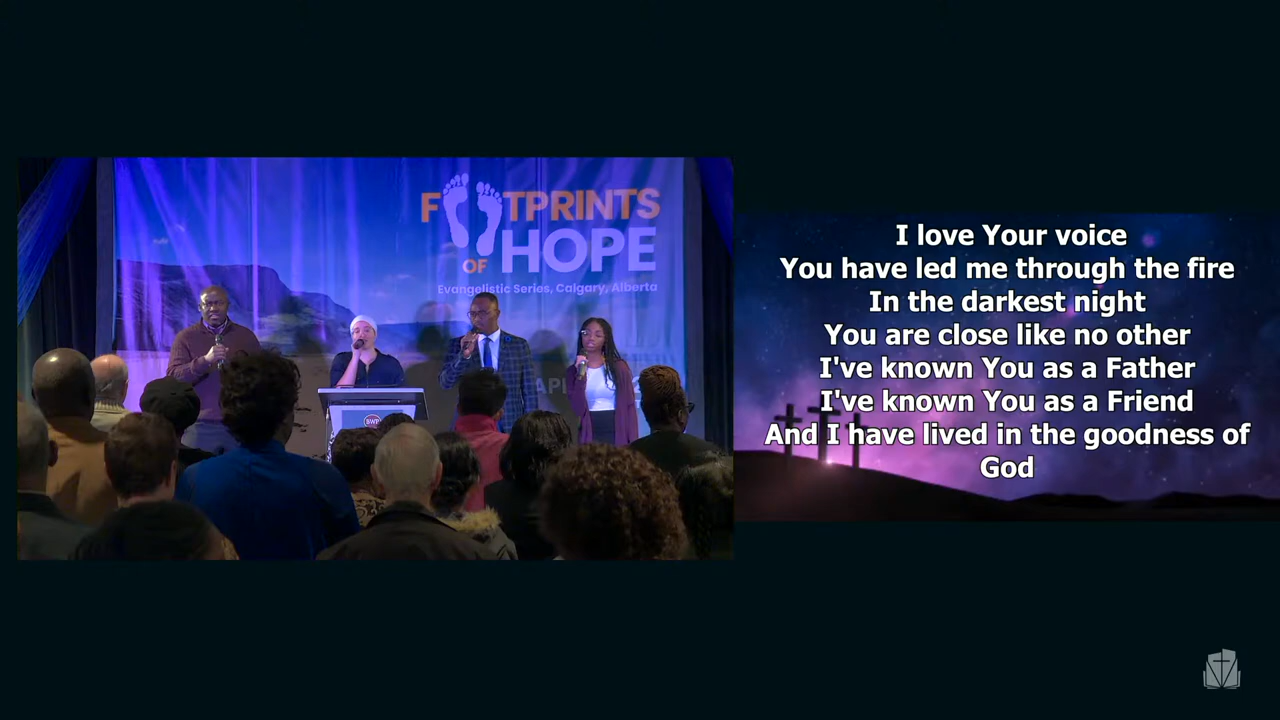 FOOTPRINTS
OF HOPE
Evangelistic Series, Calgary, Alberta
I love Your voice
You have led me through the fire
In the darkest night
You are close like no other
I've known You as a Father
I've known You as a Friend
And I have lived in the goodness of
God